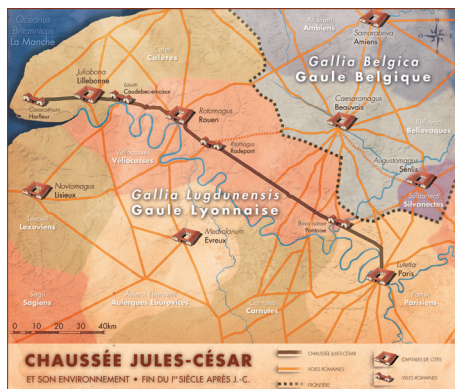 Oceanus
Britannicus
La Manche
Ambiani
Ambiens
Samarobriva
Amiens
Caleti
Calètes
Gallia Belgica
Gaule Belgique
Juliobona
Lillebonne
Loium
Caudebec-en-caux
Caracotinum
Harfleur
Rotomagus
Rouen
Caesaromagus
Beauvais
Bellovaques
Ritumagus
Radepont
Véliocasses
Augustomagus
Senlis
Silvanectes
Gallia Lugdunensis
Gaule Lyonnaise
Noviomagus
Lisieux
Lexovii
Lexoviens
Mediolanum
Evreux
Briva Isarae
Pontoise
Lutetia
Paris
Sagii
Sagiens
Aulerques Eburovices
Carnutes
Carnutes
Parisii
Parisiens
0 10 20 30 40km
CHAUSSÉE JULES-CÉSAR
ET SON ENVIRONNEMENT • FIN DU Ier SIÈCLE APRÈS J.-C.
CHAUSSÉE JULES-CÉSAR
VOIES ROMAINES
FRONTIÈRE
CAPITALES DE CITÉS
VILLES ROMAINES